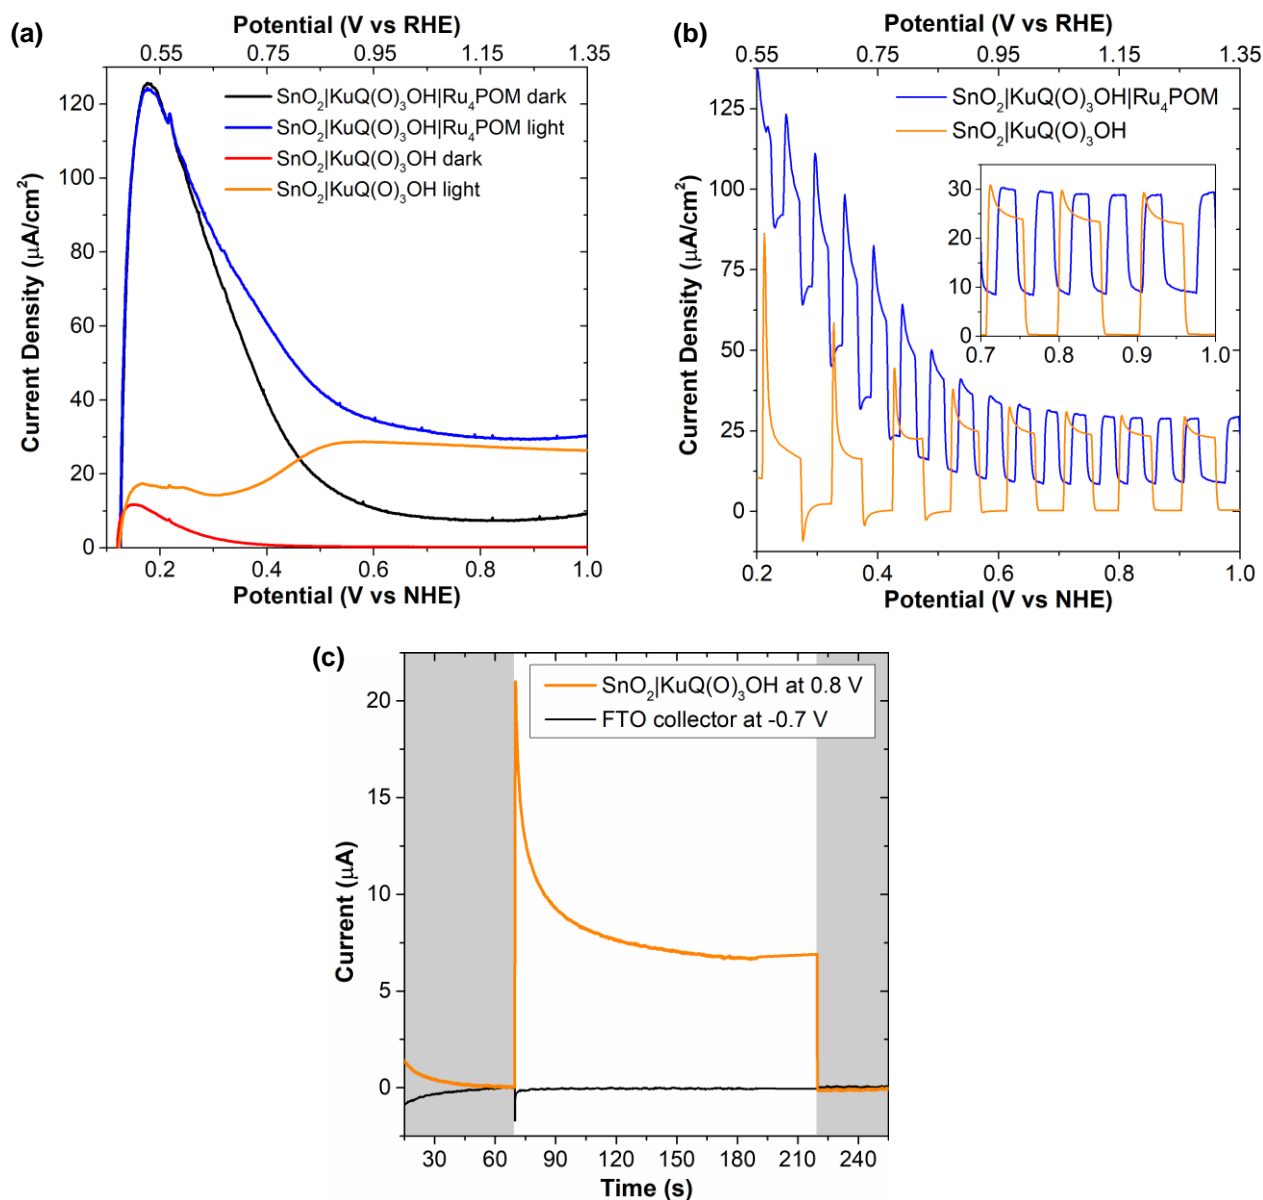 (a)
Potential (V vs RHE)
0.55 0.75 0.95 1.15 1.35
Current Density (μA/cm²)
120
100
80
60
40
20
0
SnO₂|KuQ(O)₃OH|Ru₄POM dark
SnO₂|KuQ(O)₃OH|Ru₄POM light
SnO₂|KuQ(O)₃OH dark
SnO₂|KuQ(O)₃OH light
0.2 0.4 0.6 0.8 1.0
Potential (V vs NHE)
(b)
Potential (V vs RHE)
0.55 0.75 0.95 1.15 1.35
Current Density (μA/cm²)
125
100
75
50
25
0
SnO₂|KuQ(O)₃OH|Ru₄POM
SnO₂|KuQ(O)₃OH
30
20
10
0
0.7 0.8 0.9 1.0
0.2 0.4 0.6 0.8 1.0
Potential (V vs NHE)
(c)
Current (μA)
20
15
10
5
0
SnO₂|KuQ(O)₃OH at 0.8 V
FTO collector at -0.7 V
30 60 90 120 150 180 210 240
Time (s)